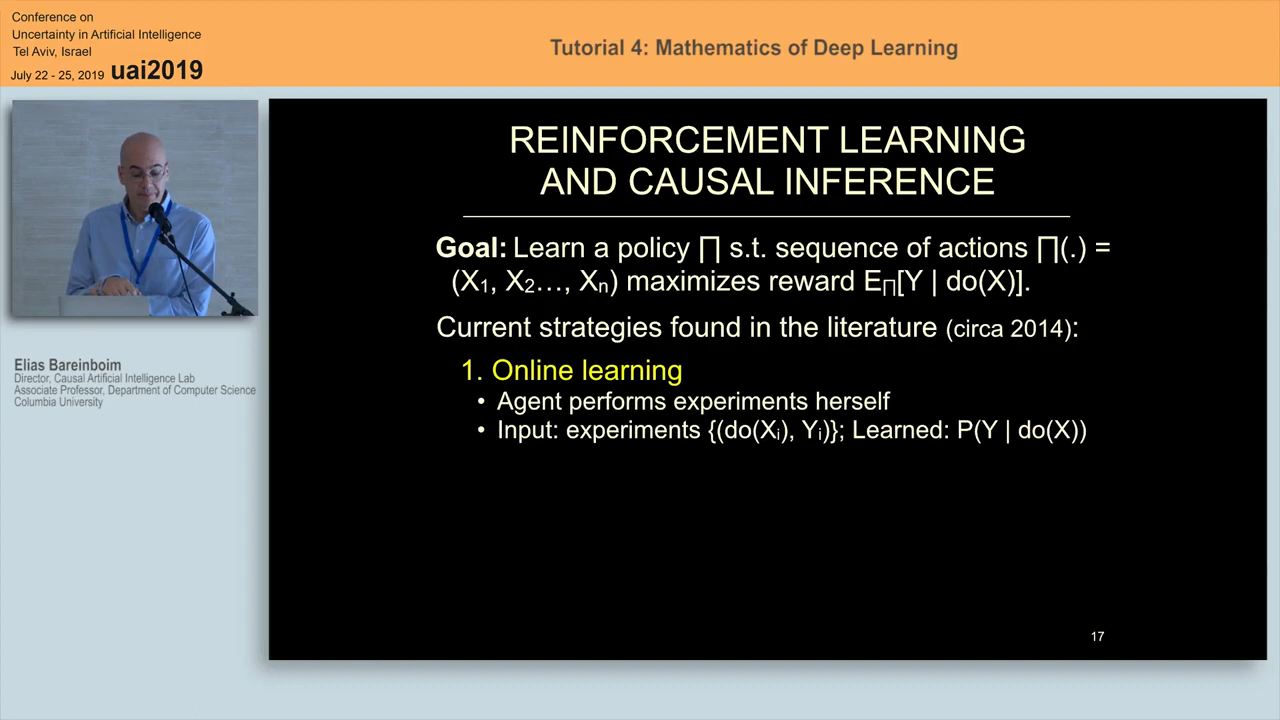 Conference on
Uncertainty in Artificial Intelligence
Tel Aviv, Israel
July 22 - 25, 2019 uai2019
Tutorial 4: Mathematics of Deep Learning
Elias Bareinboim
Director, Causal Artificial Intelligence Lab
Associate Professor, Department of Computer Science
Columbia University
REINFORCEMENT LEARNING
AND CAUSAL INFERENCE
Goal: Learn a policy ∏ s.t. sequence of actions ∏(.) =
(X₁, X₂…, Xₙ) maximizes reward E∏[Y | do(X)].
Current strategies found in the literature (circa 2014):
1. Online learning
• Agent performs experiments herself
• Input: experiments {(do(Xᵢ), Yᵢ)}; Learned: P(Y | do(X))
17